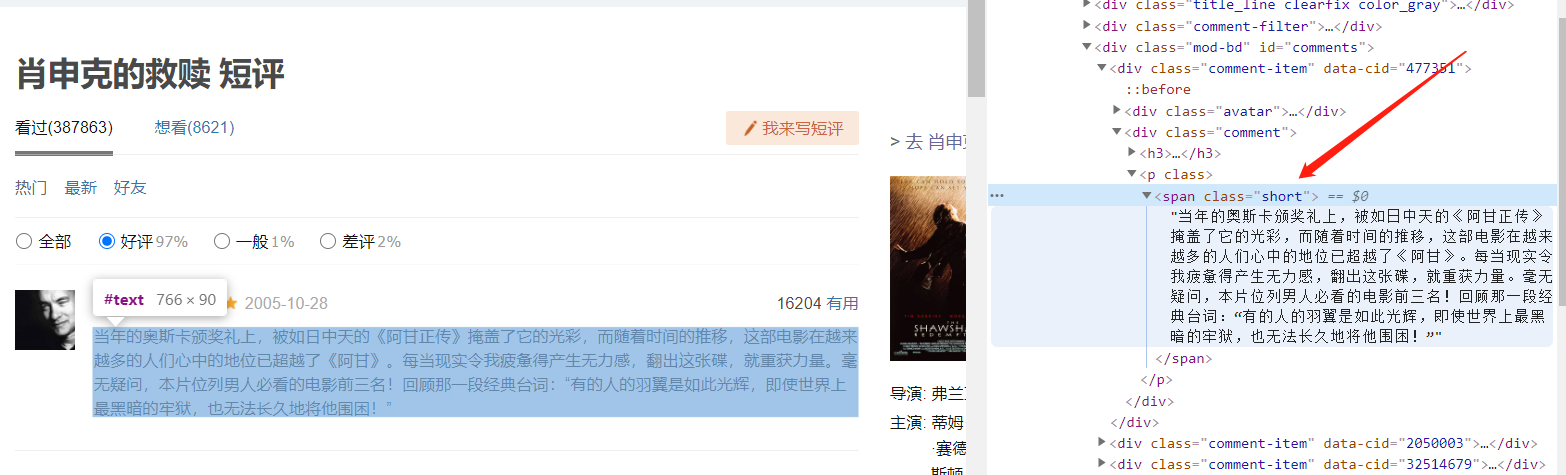 肖申克的救赎 短评
看过(387863) 想看(8621)
我来写短评
热门 最新 好友
全部 好评 97% 一般 1% 差评 2%
#text 766 × 90
2005-10-28
16204 有用
当年的奥斯卡颁奖礼上，被如日中天的《阿甘正传》掩盖了它的光彩，而随着时间的推移，这部电影在越来
越多的人们心中的地位已超越了《阿甘》。每当现实令我疲惫得产生无力感，翻出这张碟，就重获力量。毫
无疑问，本片位列男人必看的电影前三名！回顾那一段经典台词：“有的人的羽翼是如此光辉，即使世界上
最黑暗的牢狱，也无法长久地将他围困！”
> 去 肖申
THE
SHAWSH
REDEMPT
导演: 弗兰
主演: 蒂姆
·赛德
斯顿
<div class="title_line clearfix color_gray">…</div>
<div class="comment-filter">…</div>
<div class="mod-bd" id="comments">
<div class="comment-item" data-cid="477351">
::before
<div class="avatar">…</div>
<div class="comment">
<h3>…</h3>
<p class>
<span class="short"> == $0
"当年的奥斯卡颁奖礼上，被如日中天的《阿甘正传》
掩盖了它的光彩，而随着时间的推移，这部电影在越来
越多的人们心中的地位已超越了《阿甘》。每当现实令
我疲惫得产生无力感，翻出这张碟，就重获力量。毫无
疑问，本片位列男人必看的电影前三名！回顾那一段经
典台词：“有的人的羽翼是如此光辉，即使世界上最黑
暗的牢狱，也无法长久地将他围困！”"
</span>
</p>
</div>
</div>
<div class="comment-item" data-cid="2050003">…</div>
<div class="comment-item" data-cid="32514679">…</div>